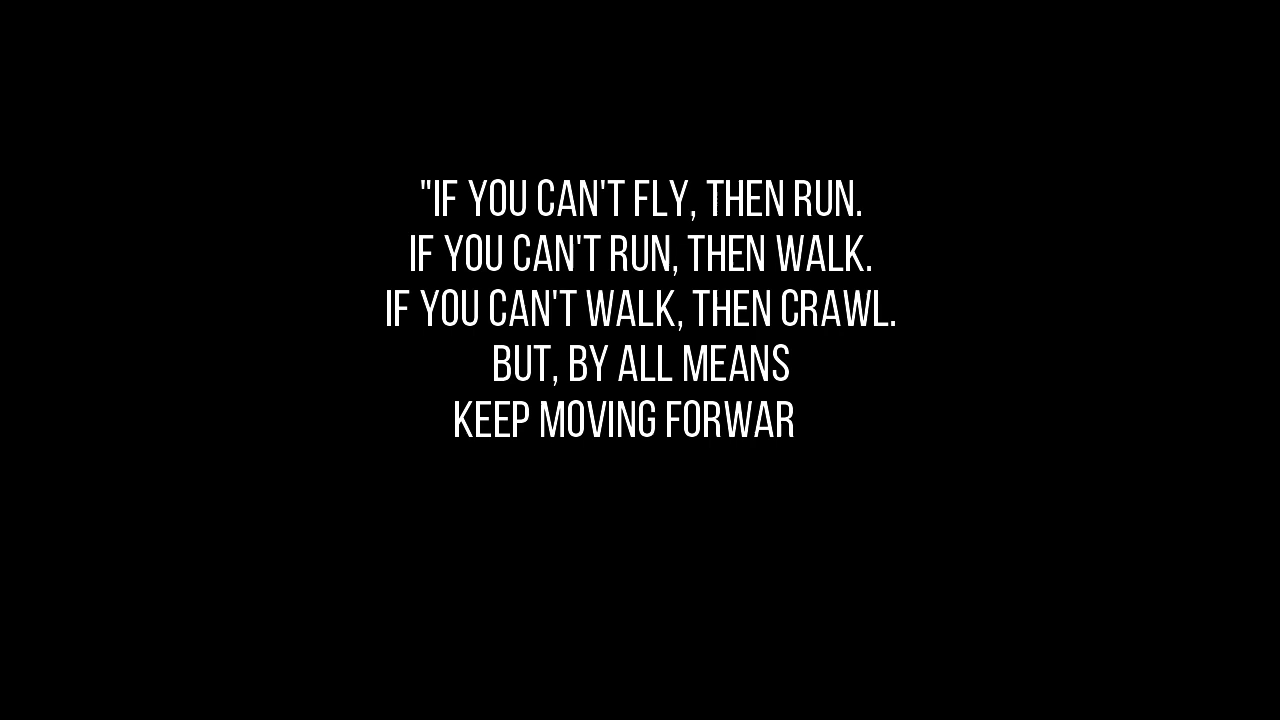 "IF YOU CAN'T FLY, THEN RUN.
IF YOU CAN'T RUN, THEN WALK.
IF YOU CAN'T WALK, THEN CRAWL.
BUT, BY ALL MEANS
KEEP MOVING FORWAR